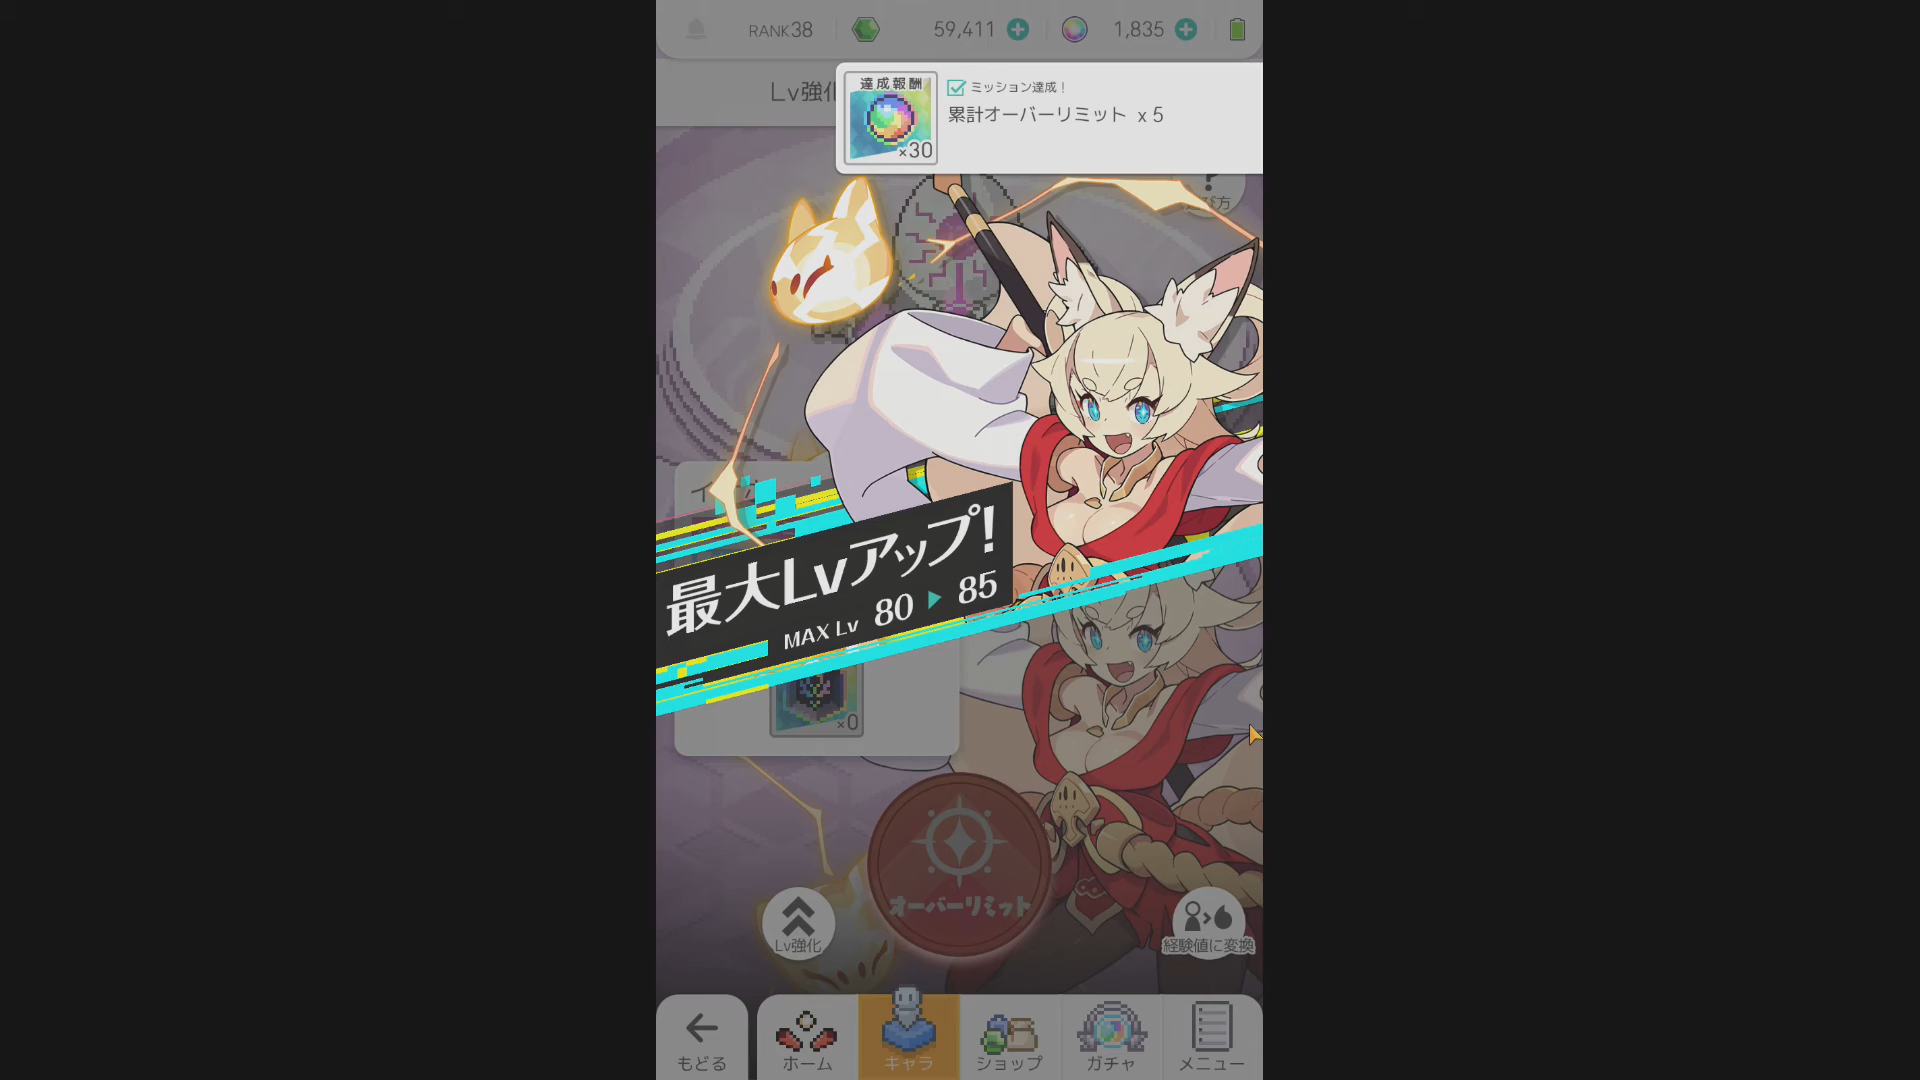 RANK38
59,411
1,835
Lv強化
達成報酬
×30
ミッション達成！
累計オーバーリミット x 5
び方
最大Lvアップ!
MAX Lv 80 ▶ 85
×0
オーバーリミット
Lv強化
経験値に変換
もどる
ホーム
キャラ
ショップ
ガチャ
メニュー